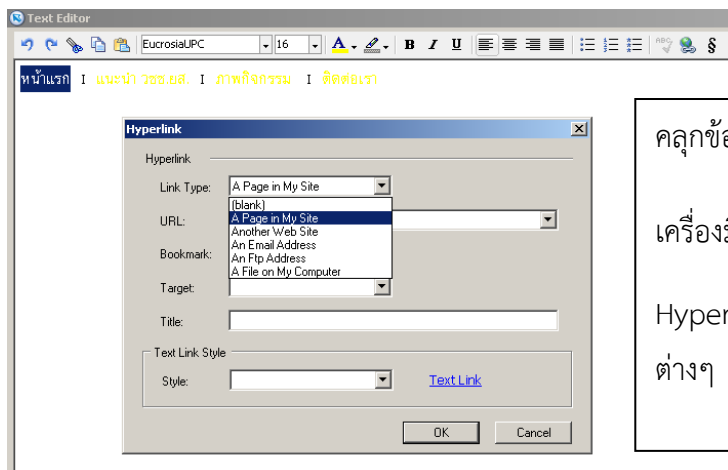 Text Editor
EucrosiaUPC 16 A B I U ABC §
หน้าแรก I แนะนำ วธช.ยส. I ภาพกิจกรรม I ติดต่อเรา
Hyperlink
Hyperlink
Link Type: A Page in My Site
(blank)
A Page in My Site
URL:
Another Web Site
An Email Address
Bookmark:
An Ftp Address
A File on My Computer
Target:
Title:
Text Link Style
Style: Text Link
OK Cancel
คลุกข้อ
เครื่องมื
Hyper
ต่างๆ